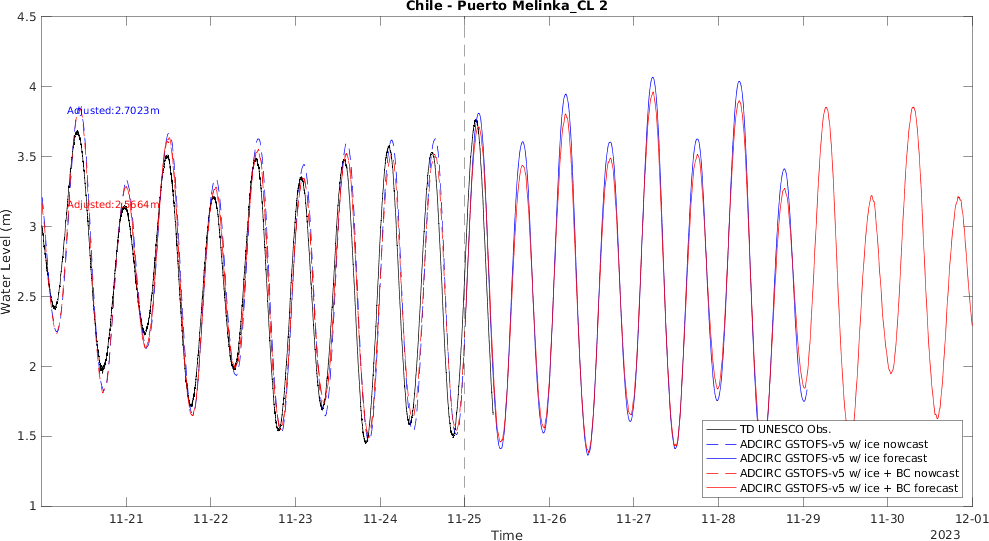 Chile - Puerto Melinka_CL 2
4.5
4
3.5
3
2.5
2
1.5
1
Water Level (m)
Adjusted:2.7023m
Adjusted:2.5664m
TD UNESCO Obs.
ADCIRC GSTOFS-v5 w/ ice nowcast
ADCIRC GSTOFS-v5 w/ ice forecast
ADCIRC GSTOFS-v5 w/ ice + BC nowcast
ADCIRC GSTOFS-v5 w/ ice + BC forecast
11-21 11-22 11-23 11-24 11-25 11-26 11-27 11-28 11-29 11-30 12-01
Time
2023